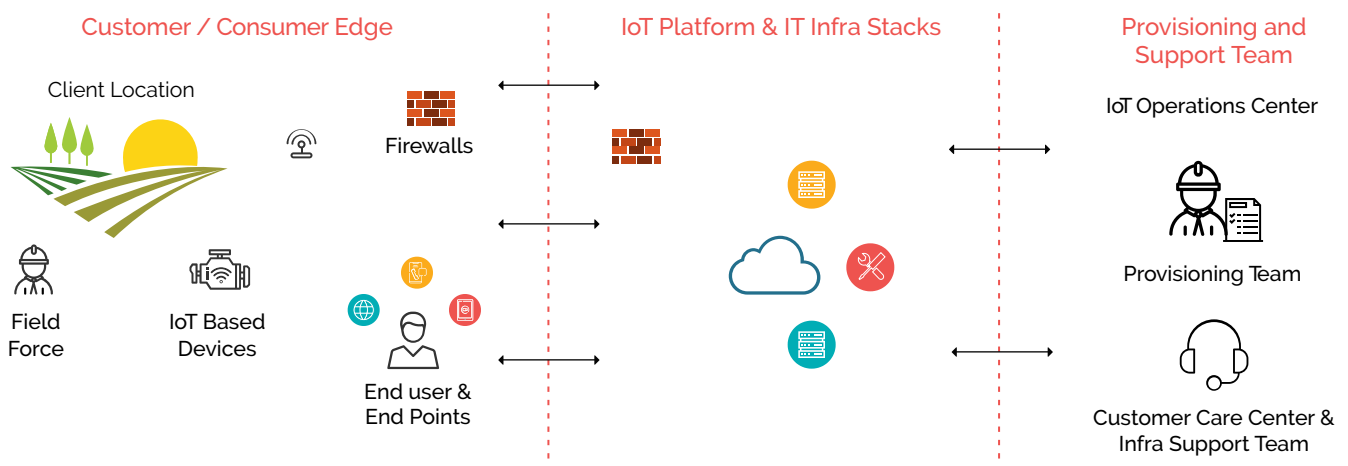 Customer / Consumer Edge
IoT Platform & IT Infra Stacks
Provisioning and
Support Team
Client Location
Firewalls
IoT Operations Center
Field
Force
IoT Based
Devices
End user &
End Points
Provisioning Team
Customer Care Center &
Infra Support Team